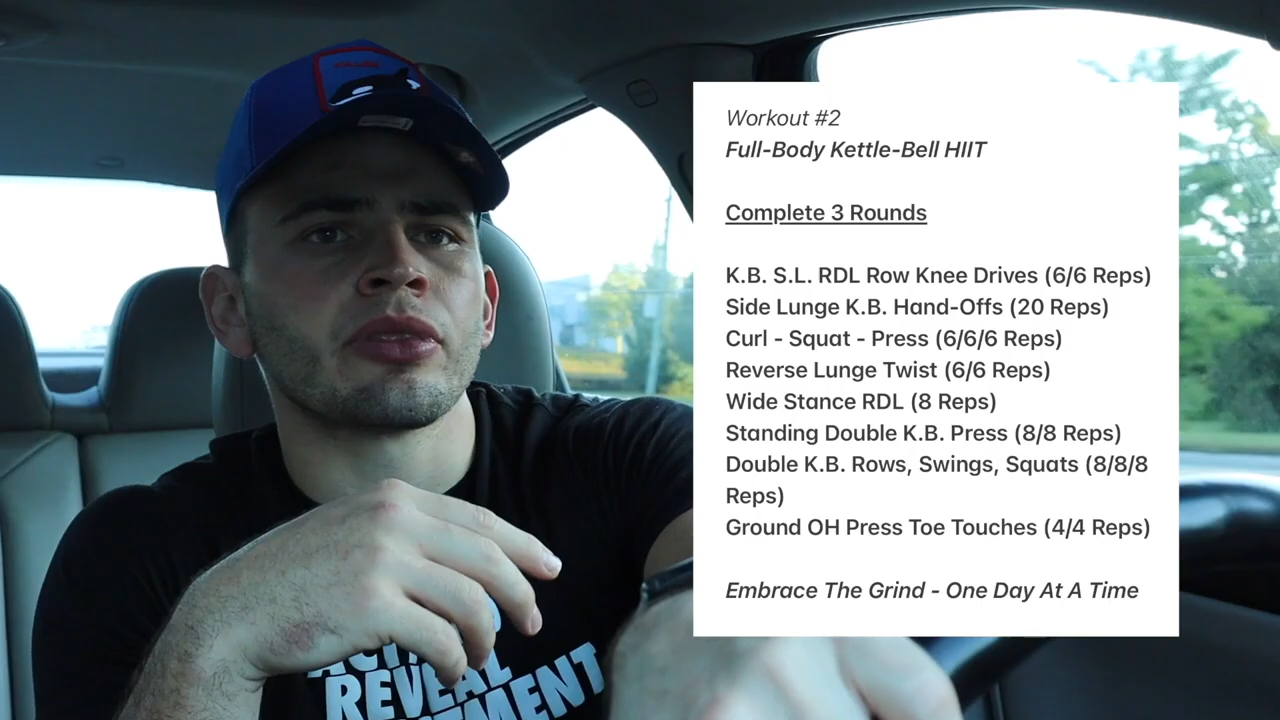 Workout #2
Full-Body Kettle-Bell HIIT
Complete 3 Rounds
K.B. S.L. RDL Row Knee Drives (6/6 Reps)
Side Lunge K.B. Hand-Offs (20 Reps)
Curl - Squat - Press (6/6/6 Reps)
Reverse Lunge Twist (6/6 Reps)
Wide Stance RDL (8 Reps)
Standing Double K.B. Press (8/8 Reps)
Double K.B. Rows, Swings, Squats (8/8/8
Reps)
Ground OH Press Toe Touches (4/4 Reps)
Embrace The Grind - One Day At A Time
REVEAL